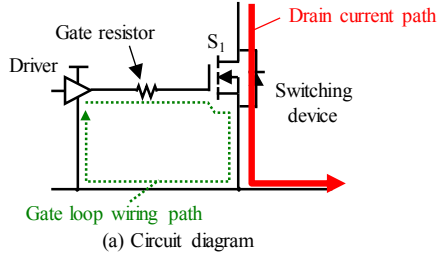 Drain current path
Gate resistor
S1
Driver
Switching
device
Gate loop wiring path
(a) Circuit diagram